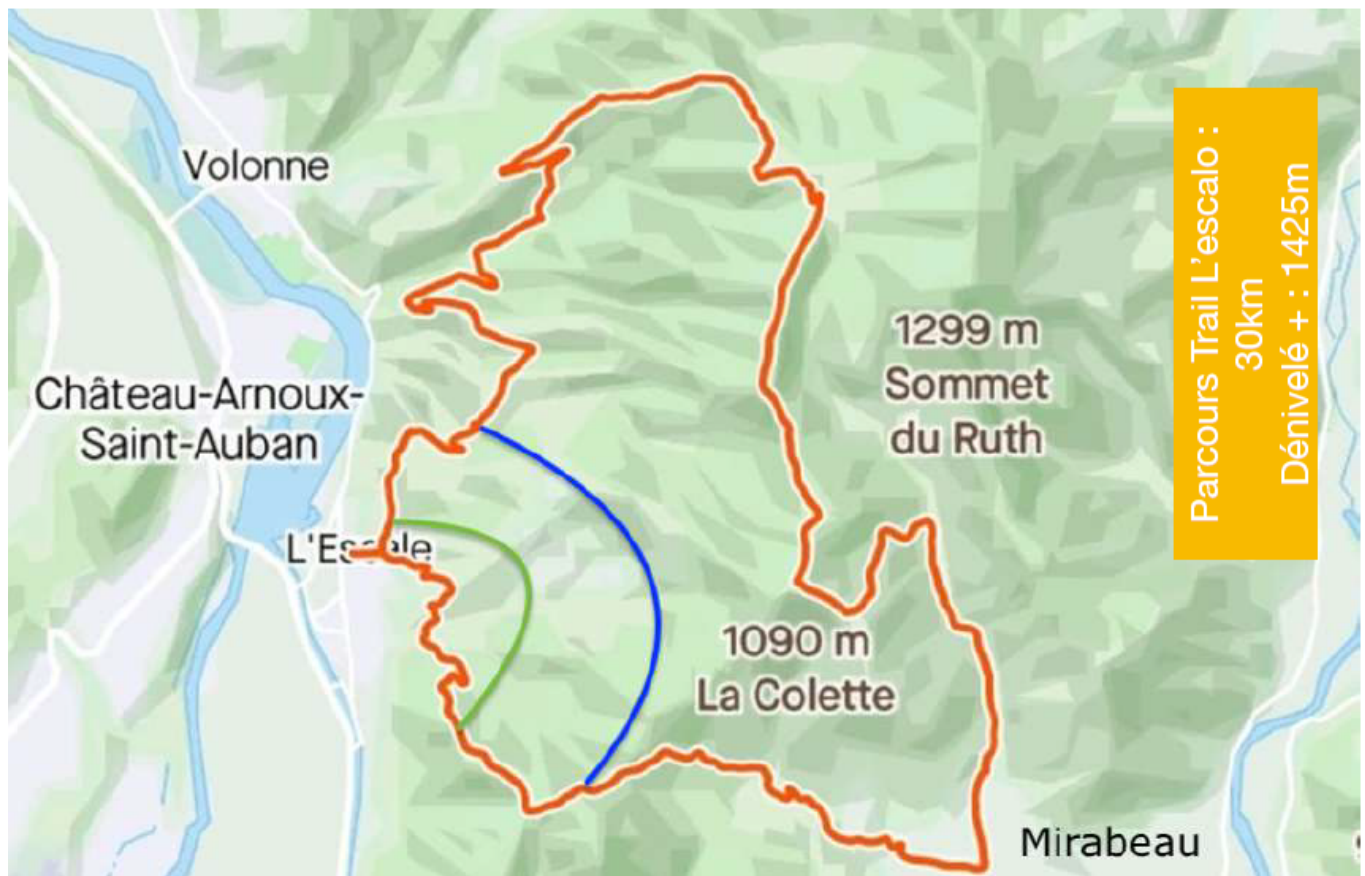 Volonne
Château-Arnoux-
Saint-Auban
L'Escale
1299 m
Sommet
du Ruth
1090 m
La Colette
Mirabeau
Parcours Trail L'escalo :
30km
Dénivelé + : 1425m